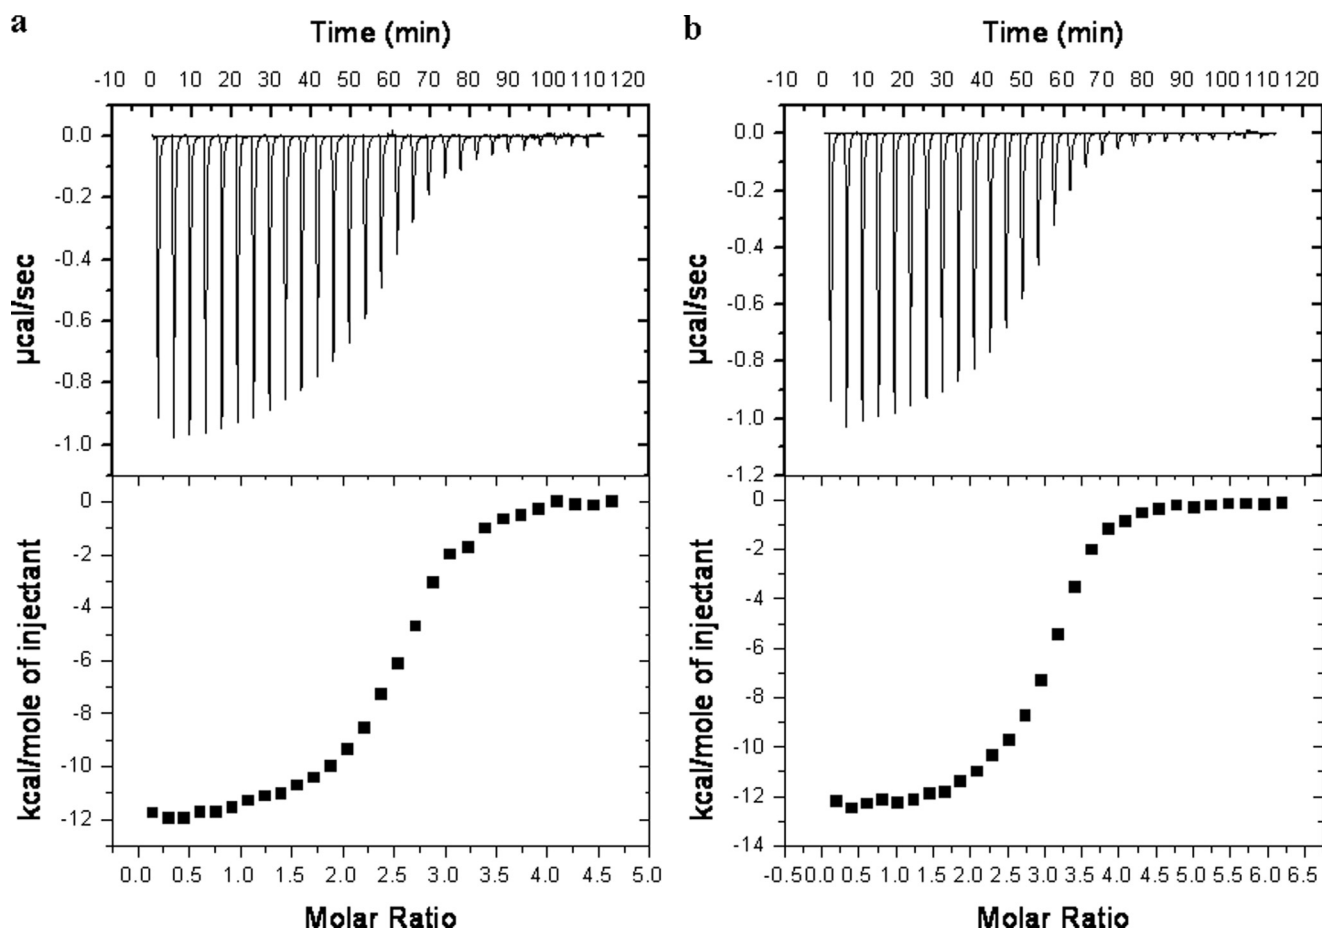 a
Time (min)
-10 0 10 20 30 40 50 60 70 80 90 100 110 120
0.0
-0.2
-0.4
-0.6
-0.8
-1.0
µcal/sec
0
-2
-4
-6
-8
-10
-12
kcal/mole of injectant
0.0 0.5 1.0 1.5 2.0 2.5 3.0 3.5 4.0 4.5 5.0
Molar Ratio
b
Time (min)
-10 0 10 20 30 40 50 60 70 80 90 100 110 120
0.0
-0.2
-0.4
-0.6
-0.8
-1.0
-1.2
µcal/sec
0
-2
-4
-6
-8
-10
-12
-14
kcal/mole of injectant
-0.5 0.0 0.5 1.0 1.5 2.0 2.5 3.0 3.5 4.0 4.5 5.0 5.5 6.0 6.5
Molar Ratio